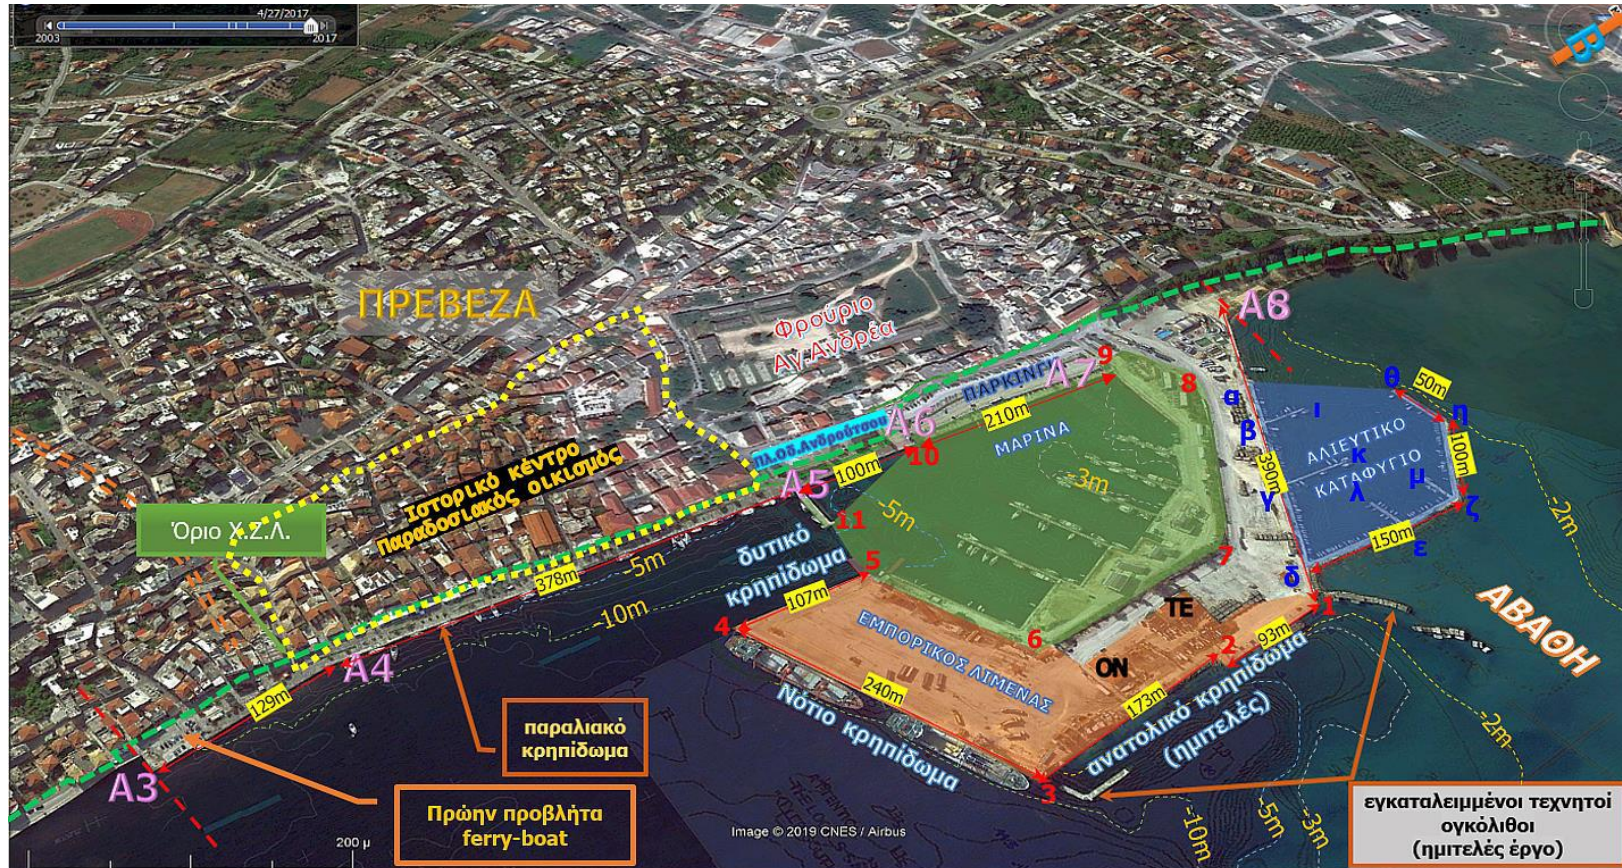 4/27/2017
2003
2017
Β
ΠΡΕΒΕΖΑ
Φρούριο
Αγ.Ανδρέα
Ιστορικό κέντρο
Παραδοσιακός οικισμός
Όριο Χ.Ζ.Λ.
Πλ.Οδ.Ανδρούτσου
ΠΑΡΚΙΝΓΚ
Α3
Α4
Α5
Α6
Α7
Α8
129m
378m
100m
210m
390m
50m
100m
150m
93m
173m
240m
107m
ΜΑΡΙΝΑ
-3m
-5m
ΑΛΙΕΥΤΙΚΟ
ΚΑΤΑΦΥΓΙΟ
α
β
γ
δ
ε
ζ
η
θ
ι
κ
λ
μ
1
2
3
4
5
6
7
8
9
10
11
δυτικό
κρηπίδωμα
ΕΜΠΟΡΙΚΟΣ ΛΙΜΕΝΑΣ
ΤΕ
ΟΝ
Νότιο κρηπίδωμα
ανατολικό κρηπίδωμα
(ημιτελές)
ΑΒΑΘΗ
-5m
-10m
-2m
-2m
-3m
-5m
-10m
παραλιακό
κρηπίδωμα
Πρώην προβλήτα
ferry-boat
εγκαταλειμμένοι τεχνητοί
ογκόλιθοι
(ημιτελές έργο)
200 μ
Image © 2019 CNES / Airbus